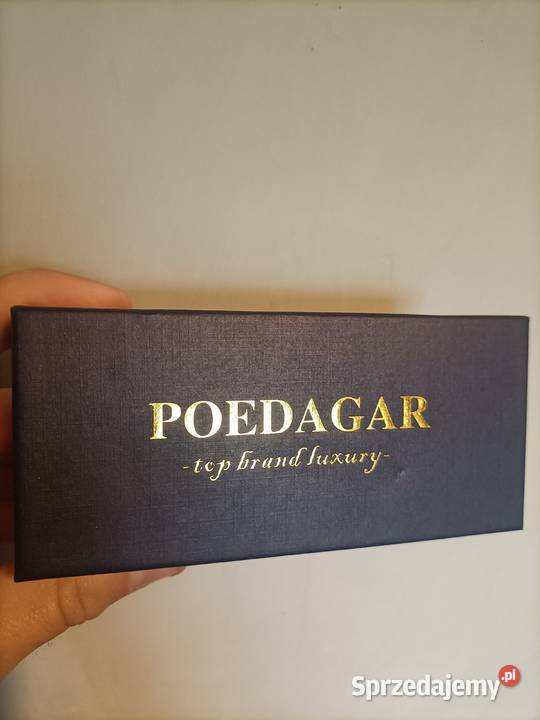 POEDAGAR
-top brand luxury-
Sprzedajemy.pl